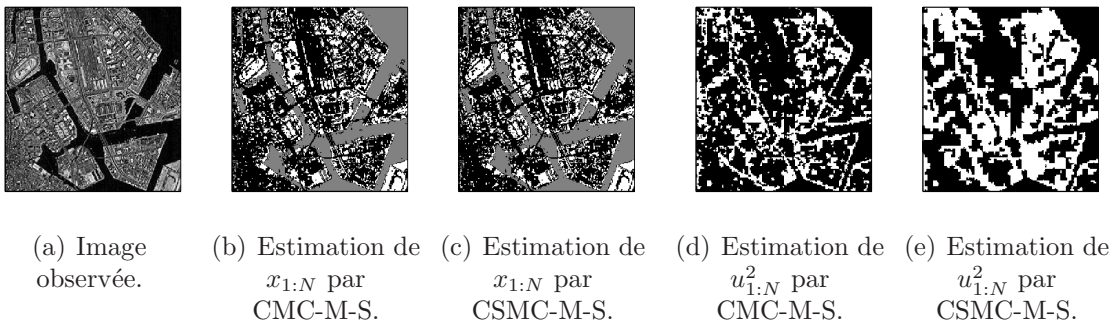 (a) Image observée.
(b) Estimation de x_{1:N} par CMC-M-S.
(c) Estimation de x_{1:N} par CSMC-M-S.
(d) Estimation de u^2_{1:N} par CMC-M-S.
(e) Estimation de u^2_{1:N} par CSMC-M-S.